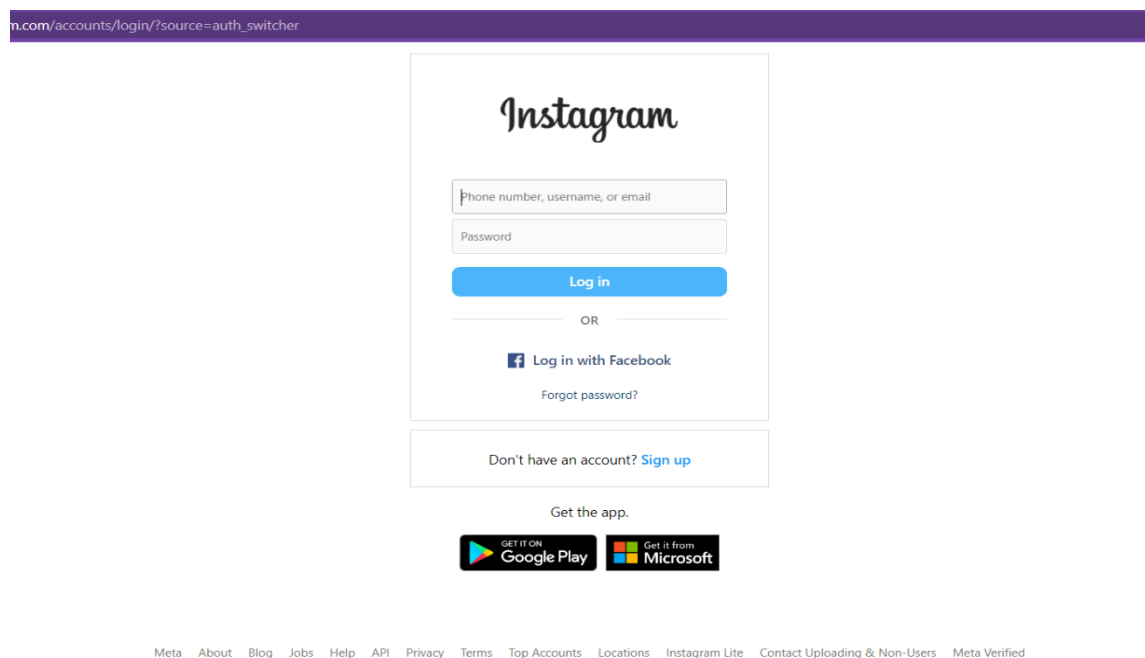 m.com/accounts/login/?source=auth_switcher
Instagram
Phone number, username, or email
Password
Log in
OR
Log in with Facebook
Forgot password?
Don't have an account? Sign up
Get the app.
GET IT ON Google Play
Get it from Microsoft
Meta About Blog Jobs Help API Privacy Terms Top Accounts Locations Instagram Lite Contact Uploading & Non-Users Meta Verified